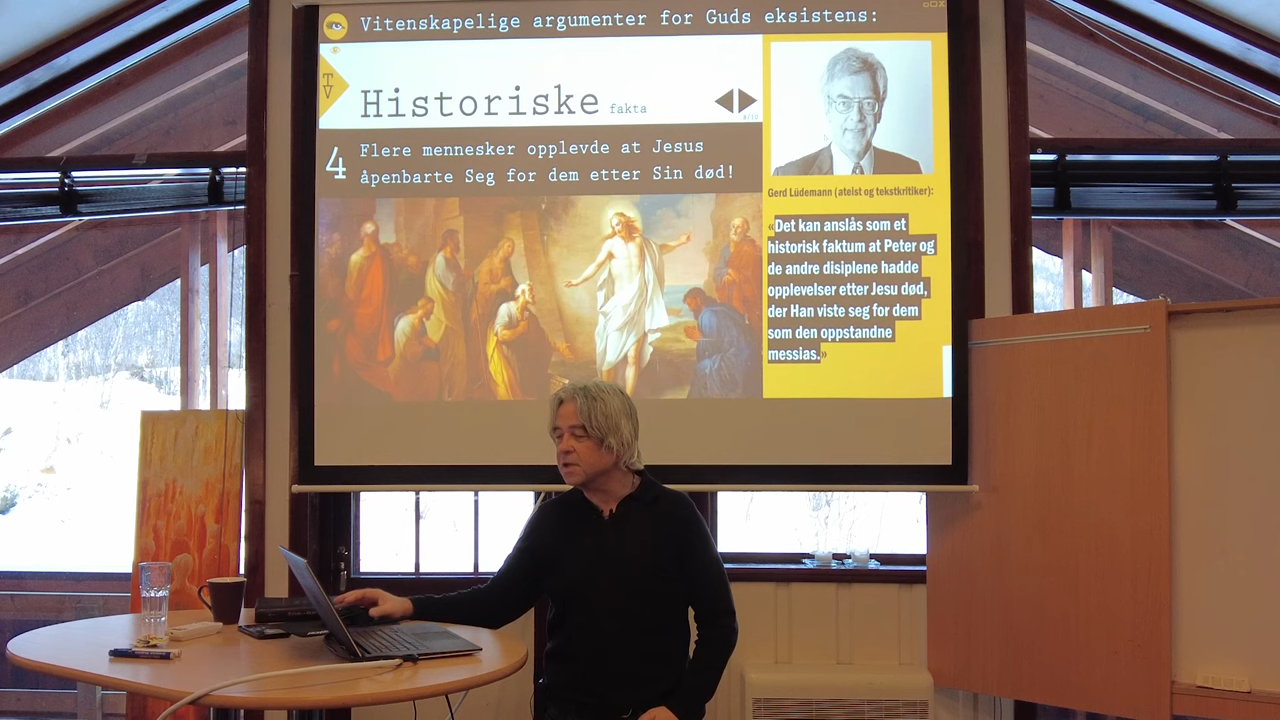 Vitenskapelige argumenter for Guds eksistens:
TV
Historiske fakta
4 Flere mennesker opplevde at Jesus
åpenbarte Seg for dem etter Sin død!
Gerd Lüdemann (ateist og tekstkritiker):
«Det kan anslås som et
historisk faktum at Peter og
de andre disiplene hadde
opplevelser etter Jesu død,
der Han viste seg for dem
som den oppstandne
messias.»